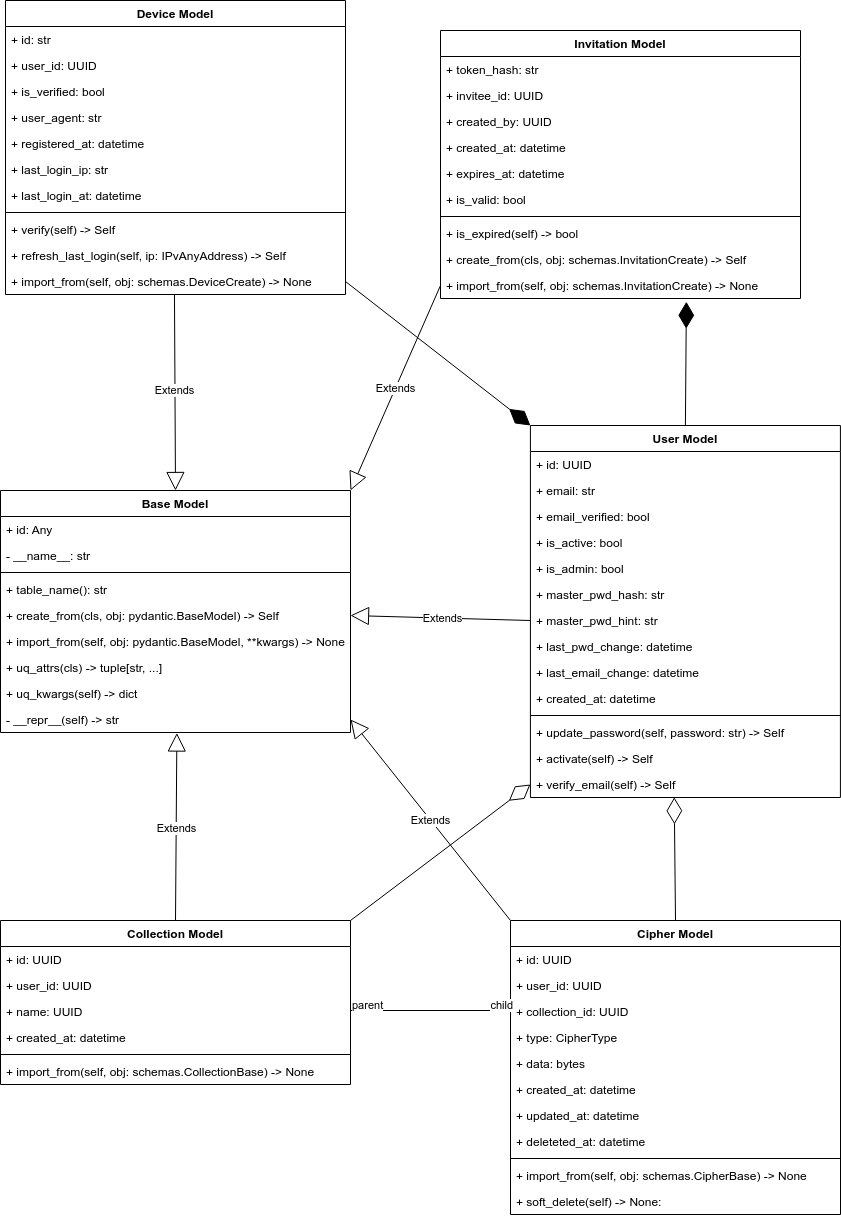 Device Model
+ id: str
+ user_id: UUID
+ is_verified: bool
+ user_agent: str
+ registered_at: datetime
+ last_login_ip: str
+ last_login_at: datetime
+ verify(self) -> Self
+ refresh_last_login(self, ip: IPvAnyAddress) -> Self
+ import_from(self, obj: schemas.DeviceCreate) -> None
Invitation Model
+ token_hash: str
+ invitee_id: UUID
+ created_by: UUID
+ created_at: datetime
+ expires_at: datetime
+ is_valid: bool
+ is_expired(self) -> bool
+ create_from(cls, obj: schemas.InvitationCreate) -> Self
+ import_from(self, obj: schemas.InvitationCreate) -> None
Extends
Extends
Base Model
+ id: Any
- __name__: str
+ table_name(): str
+ create_from(cls, obj: pydantic.BaseModel) -> Self
+ import_from(self, obj: pydantic.BaseModel, **kwargs) -> None
+ uq_attrs(cls) -> tuple[str, ...]
+ uq_kwargs(self) -> dict
- __repr__(self) -> str
Extends
User Model
+ id: UUID
+ email: str
+ email_verified: bool
+ is_active: bool
+ is_admin: bool
+ master_pwd_hash: str
+ master_pwd_hint: str
+ last_pwd_change: datetime
+ last_email_change: datetime
+ created_at: datetime
+ update_password(self, password: str) -> Self
+ activate(self) -> Self
+ verify_email(self) -> Self
Extends
Extends
Collection Model
+ id: UUID
+ user_id: UUID
+ name: UUID
+ created_at: datetime
+ import_from(self, obj: schemas.CollectionBase) -> None
parent
child
Cipher Model
+ id: UUID
+ user_id: UUID
+ collection_id: UUID
+ type: CipherType
+ data: bytes
+ created_at: datetime
+ updated_at: datetime
+ deleteted_at: datetime
+ import_from(self, obj: schemas.CipherBase) -> None
+ soft_delete(self) -> None: